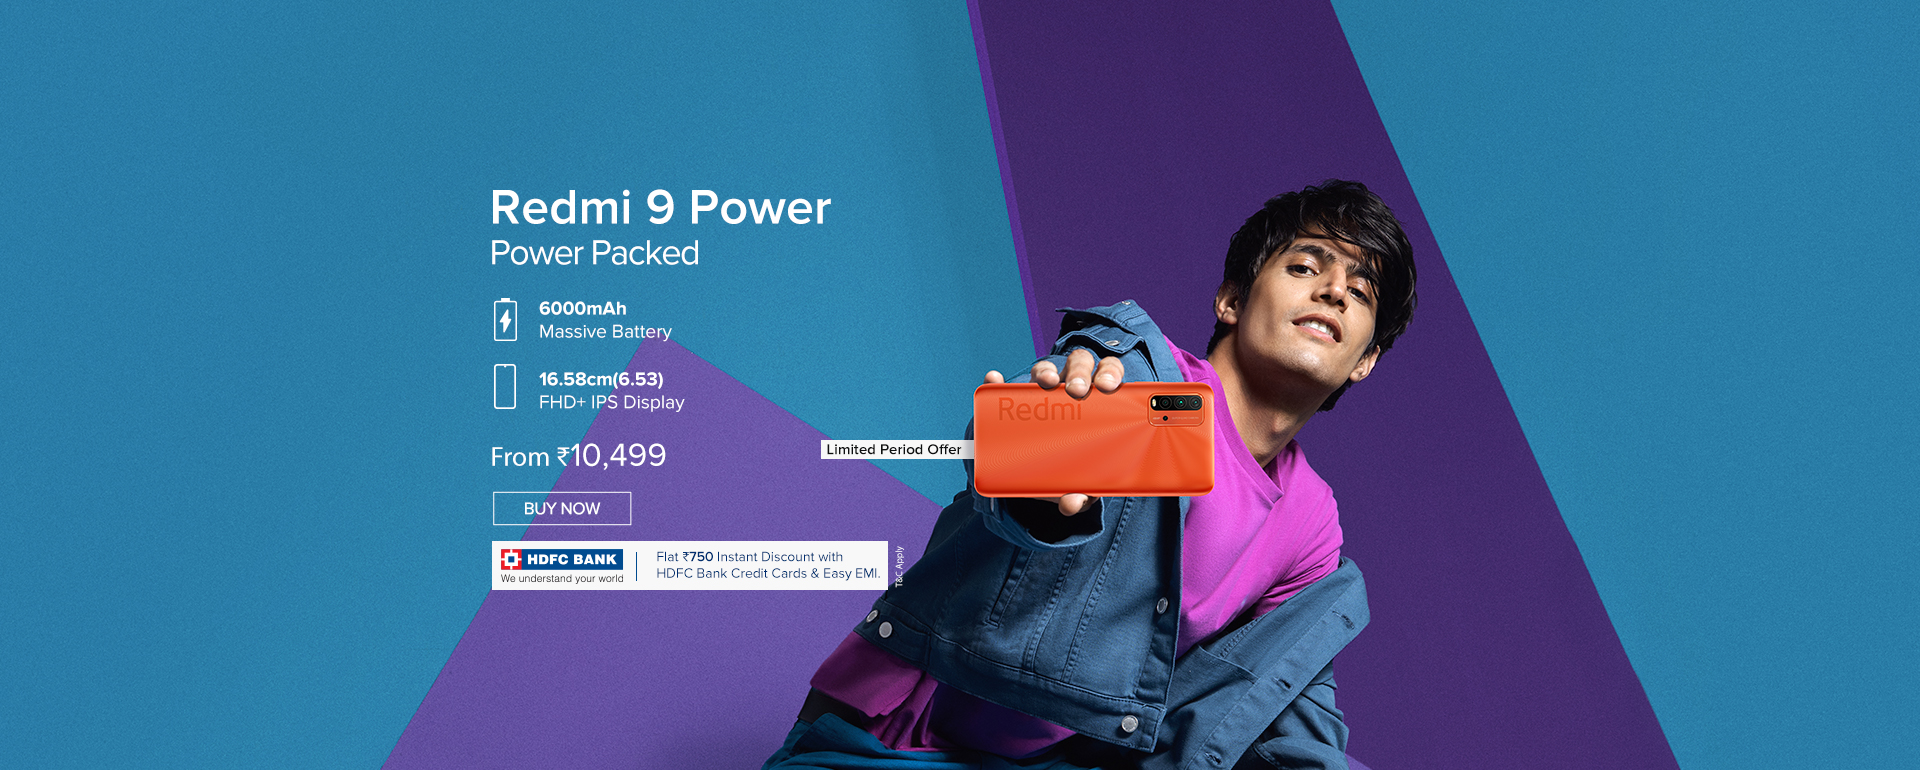 Redmi 9 Power
Power Packed
6000mAh
Massive Battery
16.58cm(6.53)
FHD+ IPS Display
From ₹10,499
Limited Period Offer
BUY NOW
HDFC BANK
We understand your world
Flat ₹750 Instant Discount with
HDFC Bank Credit Cards & Easy EMI.
T&C Apply
Redmi